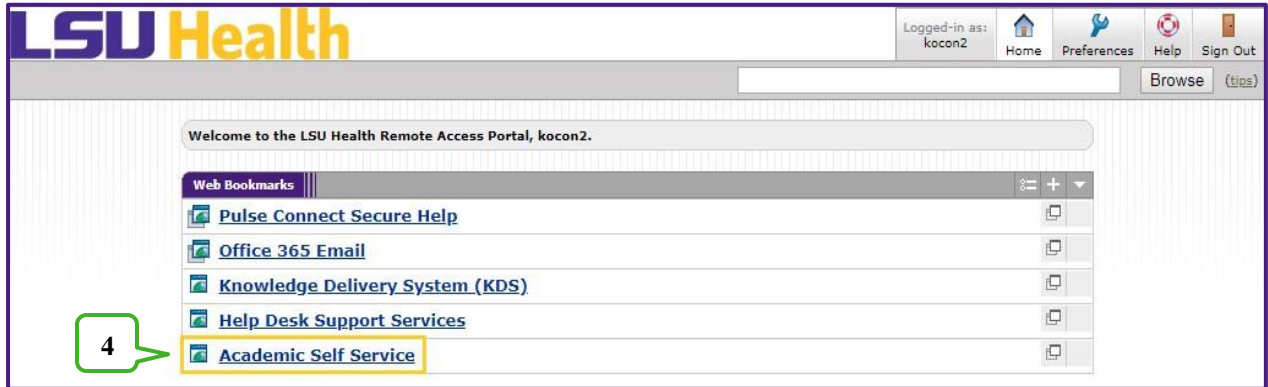 LSU Health
Logged-in as:
kocon2
Home
Preferences
Help
Sign Out
Browse
(tips)
Welcome to the LSU Health Remote Access Portal, kocon2.
Web Bookmarks
Pulse Connect Secure Help
Office 365 Email
Knowledge Delivery System (KDS)
Help Desk Support Services
4
Academic Self Service